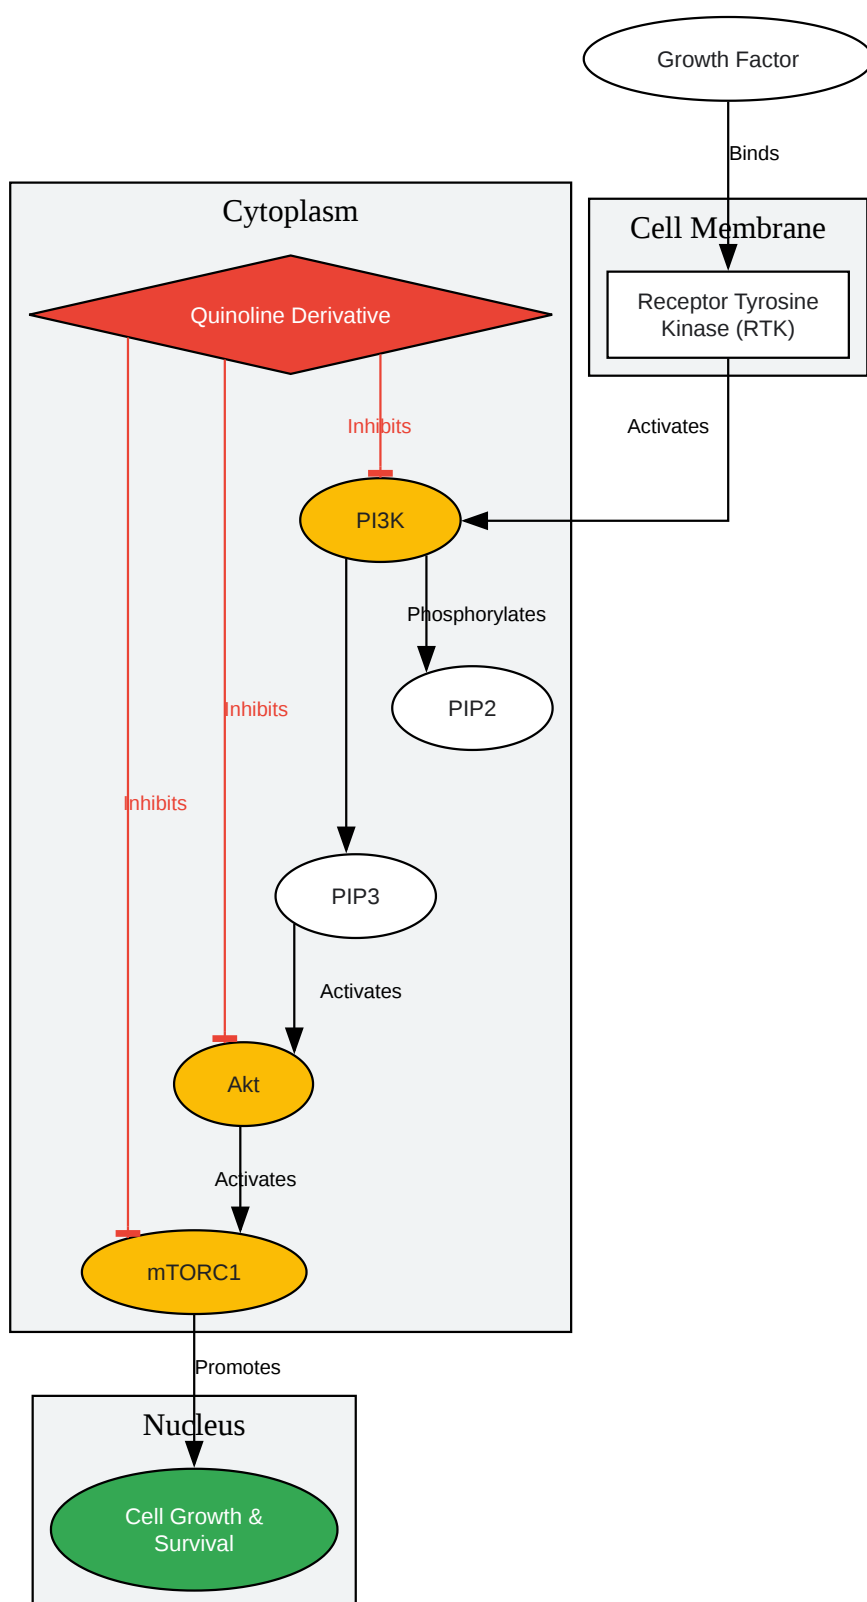 Growth Factor
Binds
Cytoplasm
Cell Membrane
Quinoline Derivative
Receptor Tyrosine
Kinase (RTK)
Inhibits
Activates
PI3K
Phosphorylates
PIP2
Inhibits
Inhibits
PIP3
Activates
Akt
Activates
mTORC1
Promotes
Nucleus
Cell Growth &
Survival